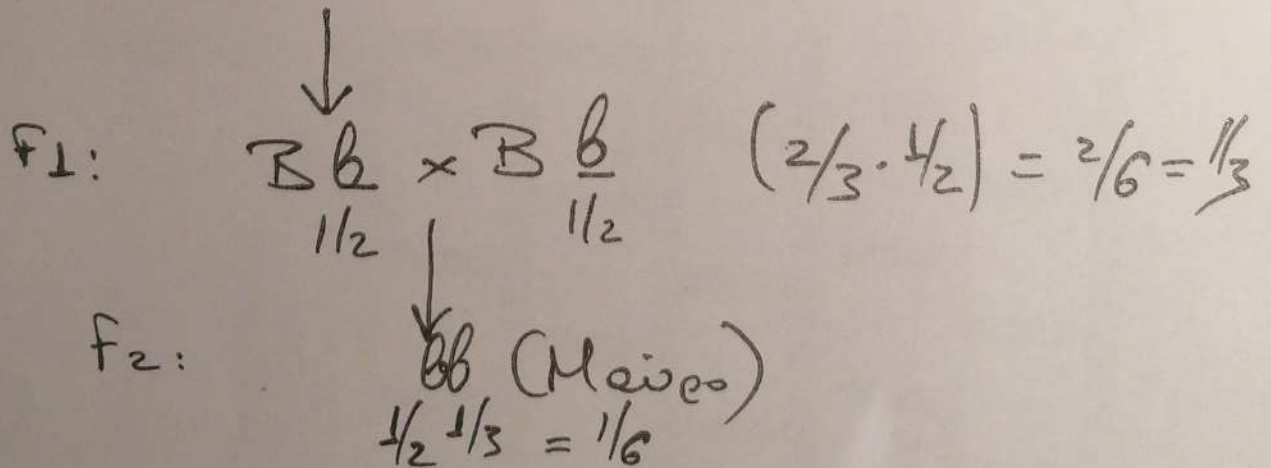 F1: Bb x B b (2/3 · 1/2) = 2/6 = 1/3
1/2 1/2
F2: bb (Μαύρο)
1/2 1/3 = 1/6